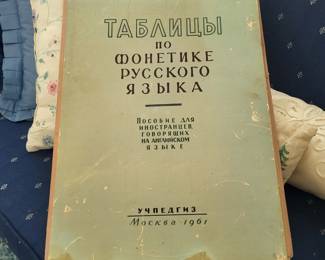 ТАБЛИЦЫ
ПО
ФОНЕТИКЕ
РУССКОГО
ЯЗЫКА
ПОСОБИЕ ДЛЯ
ИНОСТРАНЦЕВ,
ГОВОРЯЩИХ
НА АНГЛИЙСКОМ
ЯЗЫКЕ
УЧПЕДГИЗ
Москва 1961